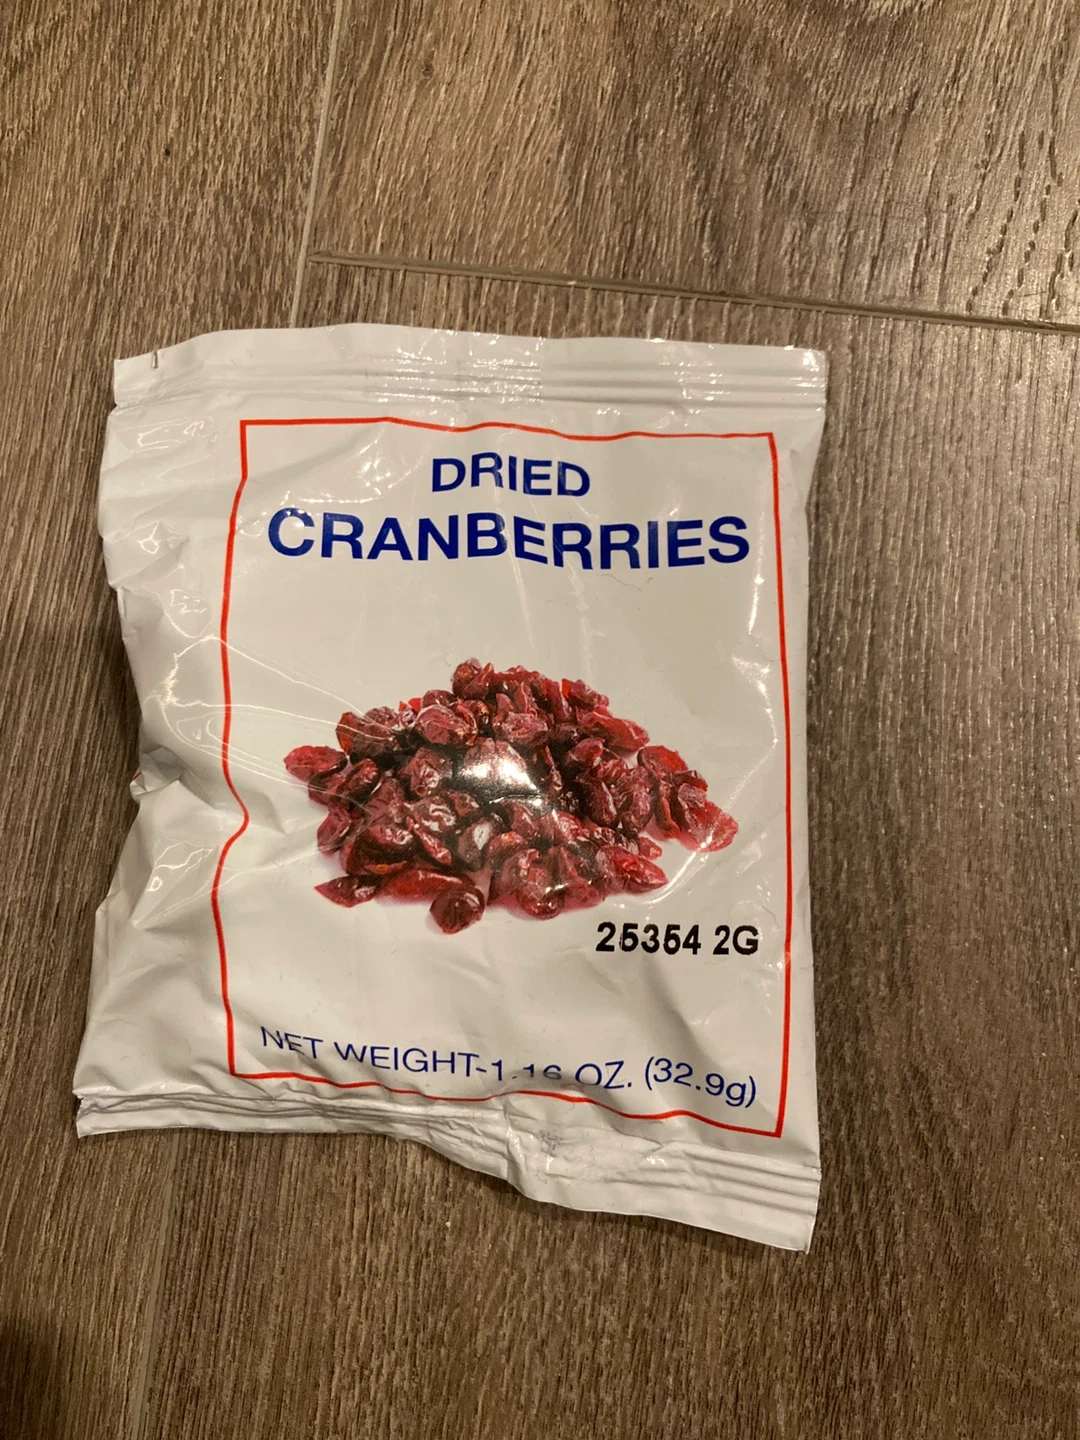 DRIED
CRANBERRIES
25354 2G
NET WEIGHT-1.16 OZ. (32.9g)